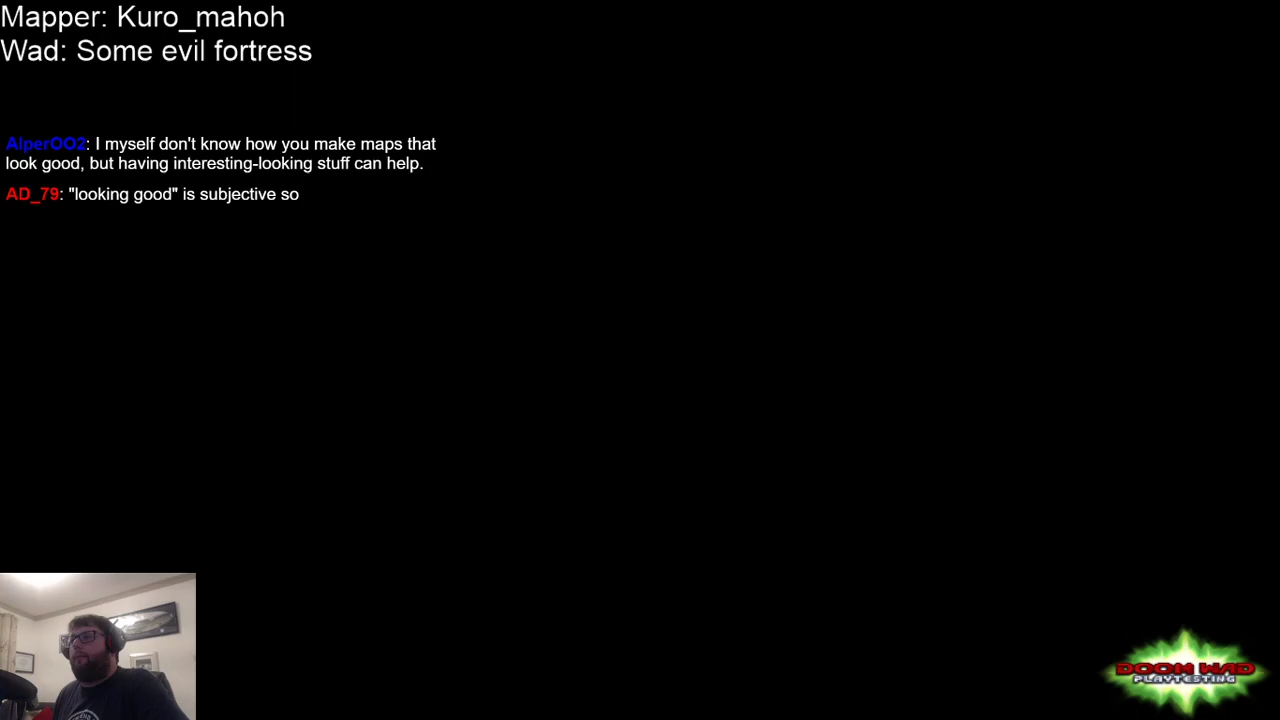 Mapper: Kuro_mahoh
Wad: Some evil fortress
AlperOO2: I myself don't know how you make maps that
look good, but having interesting-looking stuff can help.
AD_79: "looking good" is subjective so
DOOM WAD
PLAYTESTING